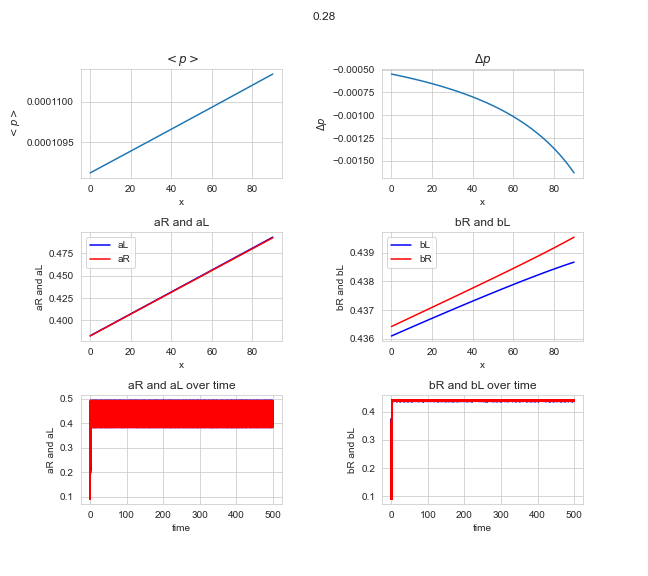 0.28
< p >
Δp
< p >
0.0001100
0.0001095
0 20 40 60 80
x
Δp
−0.00050
−0.00075
−0.00100
−0.00125
−0.00150
0 20 40 60 80
x
aR and aL
bR and bL
aR and aL
0.475
0.450
0.425
0.400
aL
aR
0 20 40 60 80
x
bR and bL
0.439
0.438
0.437
0.436
bL
bR
0 20 40 60 80
x
aR and aL over time
bR and bL over time
aR and aL
0.5
0.4
0.3
0.2
0.1
0 100 200 300 400 500
time
bR and bL
0.4
0.3
0.2
0.1
0 100 200 300 400 500
time